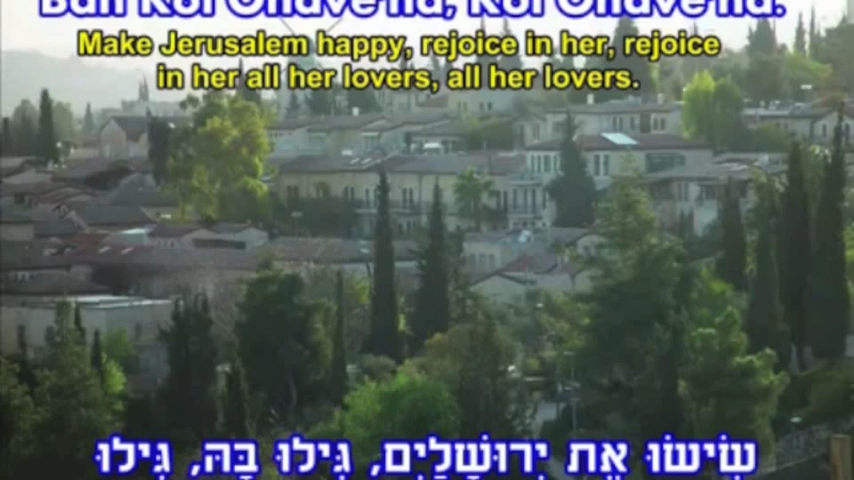 Bah Kol Ohave'ha, Kol Ohave'ha.
Make Jerusalem happy, rejoice in her, rejoice
in her all her lovers, all her lovers.
שִׂישׂוּ אֶת יְרוּשָׁלַיִם, גִּילוּ בָהּ, גִּילוּ